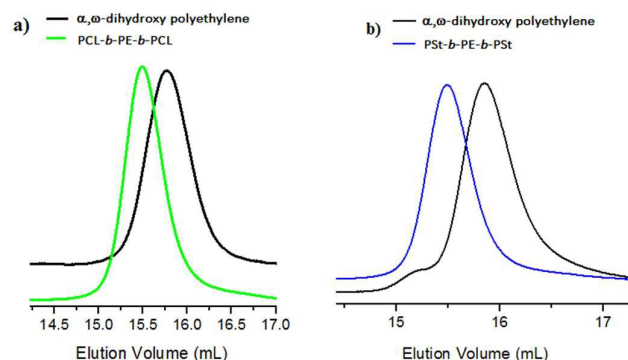 a)
α,ω-dihydroxy polyethylene
PCL-b-PE-b-PCL
14.5 15.0 15.5 16.0 16.5 17.0
Elution Volume (mL)
b)
α,ω-dihydroxy polyethylene
PSt-b-PE-b-PSt
15 16 17
Elution Volume (mL)